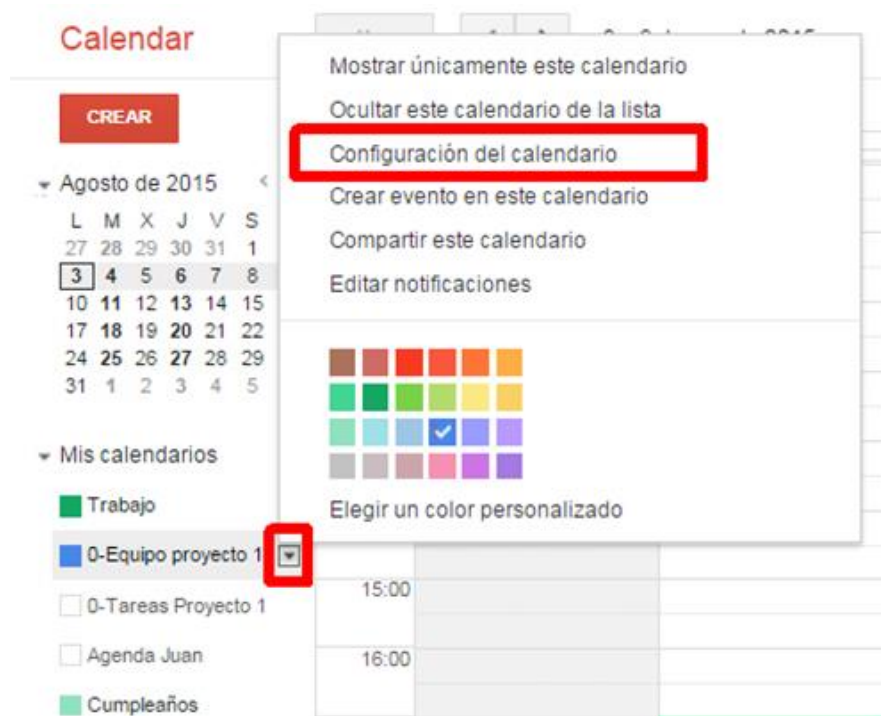 Calendar
CREAR
Agosto de 2015
L M X J V S
27 28 29 30 31 1
3 4 5 6 7 8
10 11 12 13 14 15
17 18 19 20 21 22
24 25 26 27 28 29
31 1 2 3 4 5
Mis calendarios
Trabajo
0-Equipo proyecto 1
0-Tareas Proyecto 1
Agenda Juan
Cumpleaños
Mostrar únicamente este calendario
Ocultar este calendario de la lista
Configuración del calendario
Crear evento en este calendario
Compartir este calendario
Editar notificaciones
Elegir un color personalizado
15:00
16:00